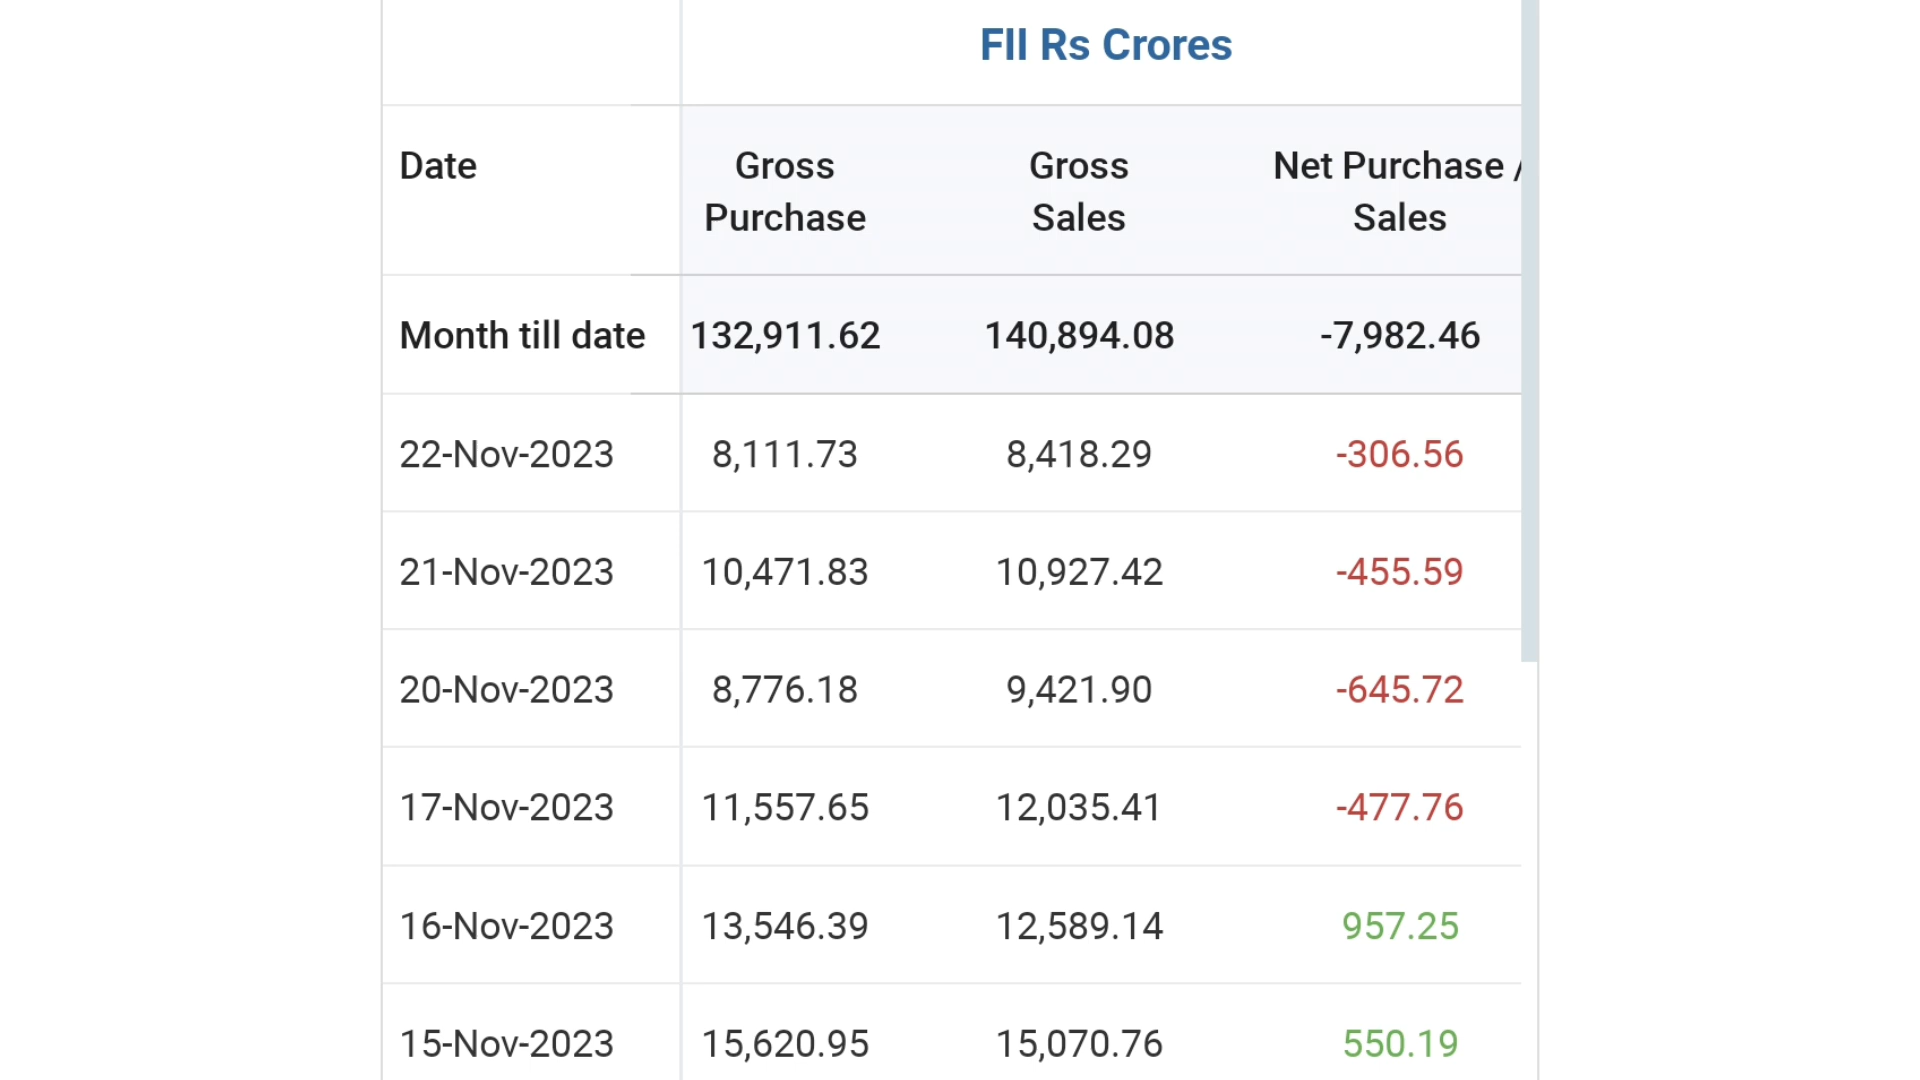 FII Rs Crores
Date Gross Purchase Gross Sales Net Purchase / Sales
Month till date 132,911.62 140,894.08 -7,982.46
22-Nov-2023 8,111.73 8,418.29 -306.56
21-Nov-2023 10,471.83 10,927.42 -455.59
20-Nov-2023 8,776.18 9,421.90 -645.72
17-Nov-2023 11,557.65 12,035.41 -477.76
16-Nov-2023 13,546.39 12,589.14 957.25
15-Nov-2023 15,620.95 15,070.76 550.19